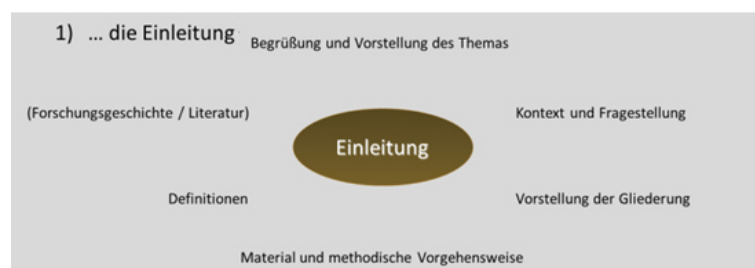 1) ... die Einleitung
Begrüßung und Vorstellung des Themas
(Forschungsgeschichte / Literatur)
Kontext und Fragestellung
Einleitung
Definitionen
Vorstellung der Gliederung
Material und methodische Vorgehensweise